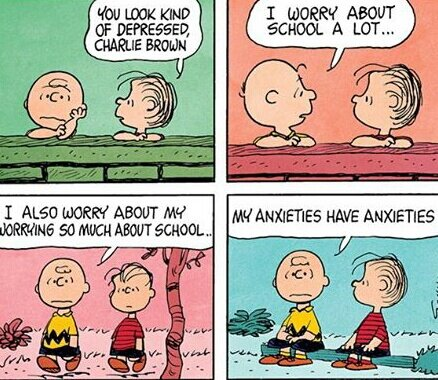 YOU LOOK KIND
OF DEPRESSED,
CHARLIE BROWN
I WORRY ABOUT
SCHOOL A LOT...
I ALSO WORRY ABOUT MY
WORRYING SO MUCH ABOUT SCHOOL..
MY ANXIETIES HAVE ANXIETIES